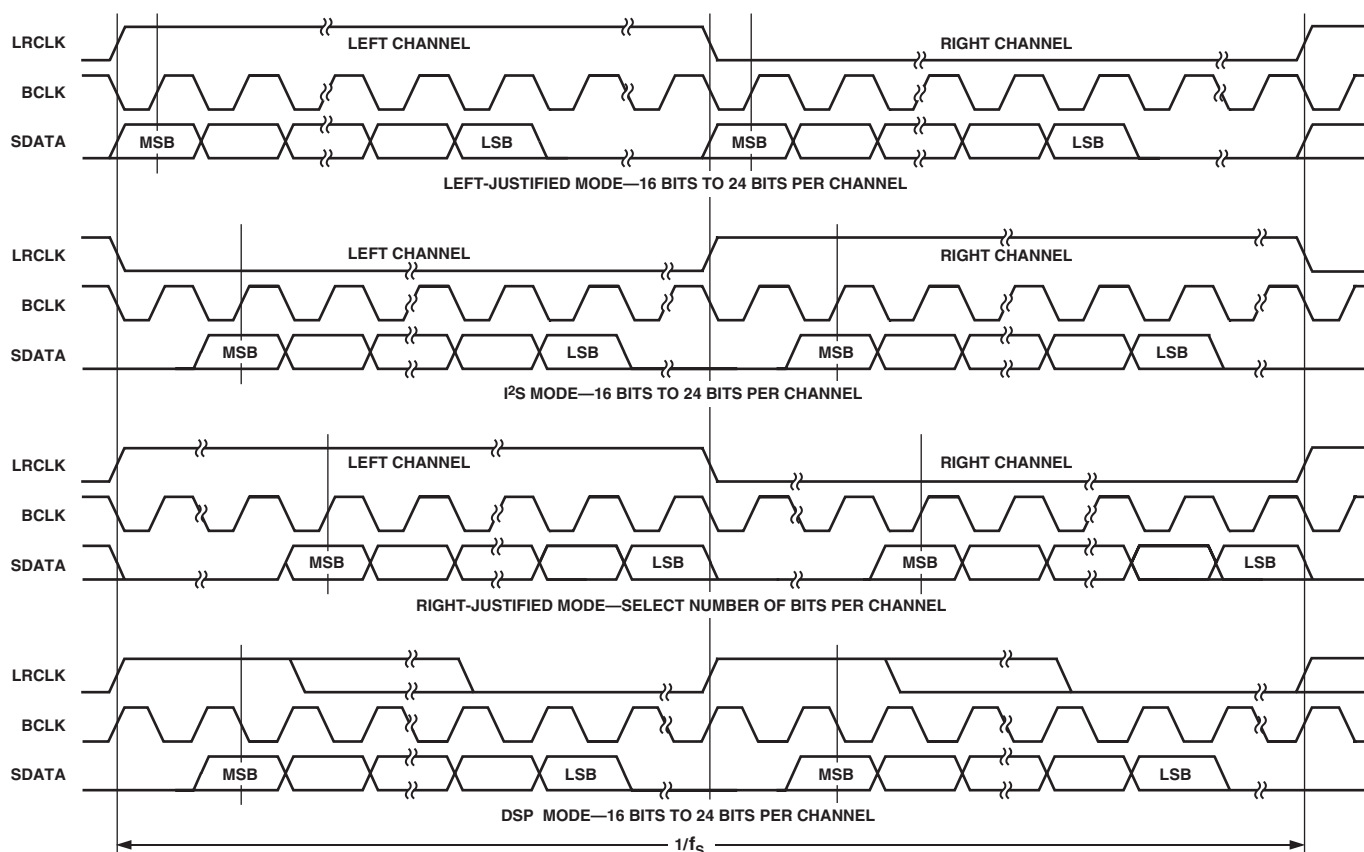 LRCLK LEFT CHANNEL RIGHT CHANNEL
BCLK
SDATA MSB LSB MSB LSB
LEFT-JUSTIFIED MODE—16 BITS TO 24 BITS PER CHANNEL
LRCLK LEFT CHANNEL RIGHT CHANNEL
BCLK
SDATA MSB LSB MSB LSB
I²S MODE—16 BITS TO 24 BITS PER CHANNEL
LRCLK LEFT CHANNEL RIGHT CHANNEL
BCLK
SDATA MSB LSB MSB LSB
RIGHT-JUSTIFIED MODE—SELECT NUMBER OF BITS PER CHANNEL
LRCLK
BCLK
SDATA MSB LSB MSB LSB
DSP MODE—16 BITS TO 24 BITS PER CHANNEL
1/fS